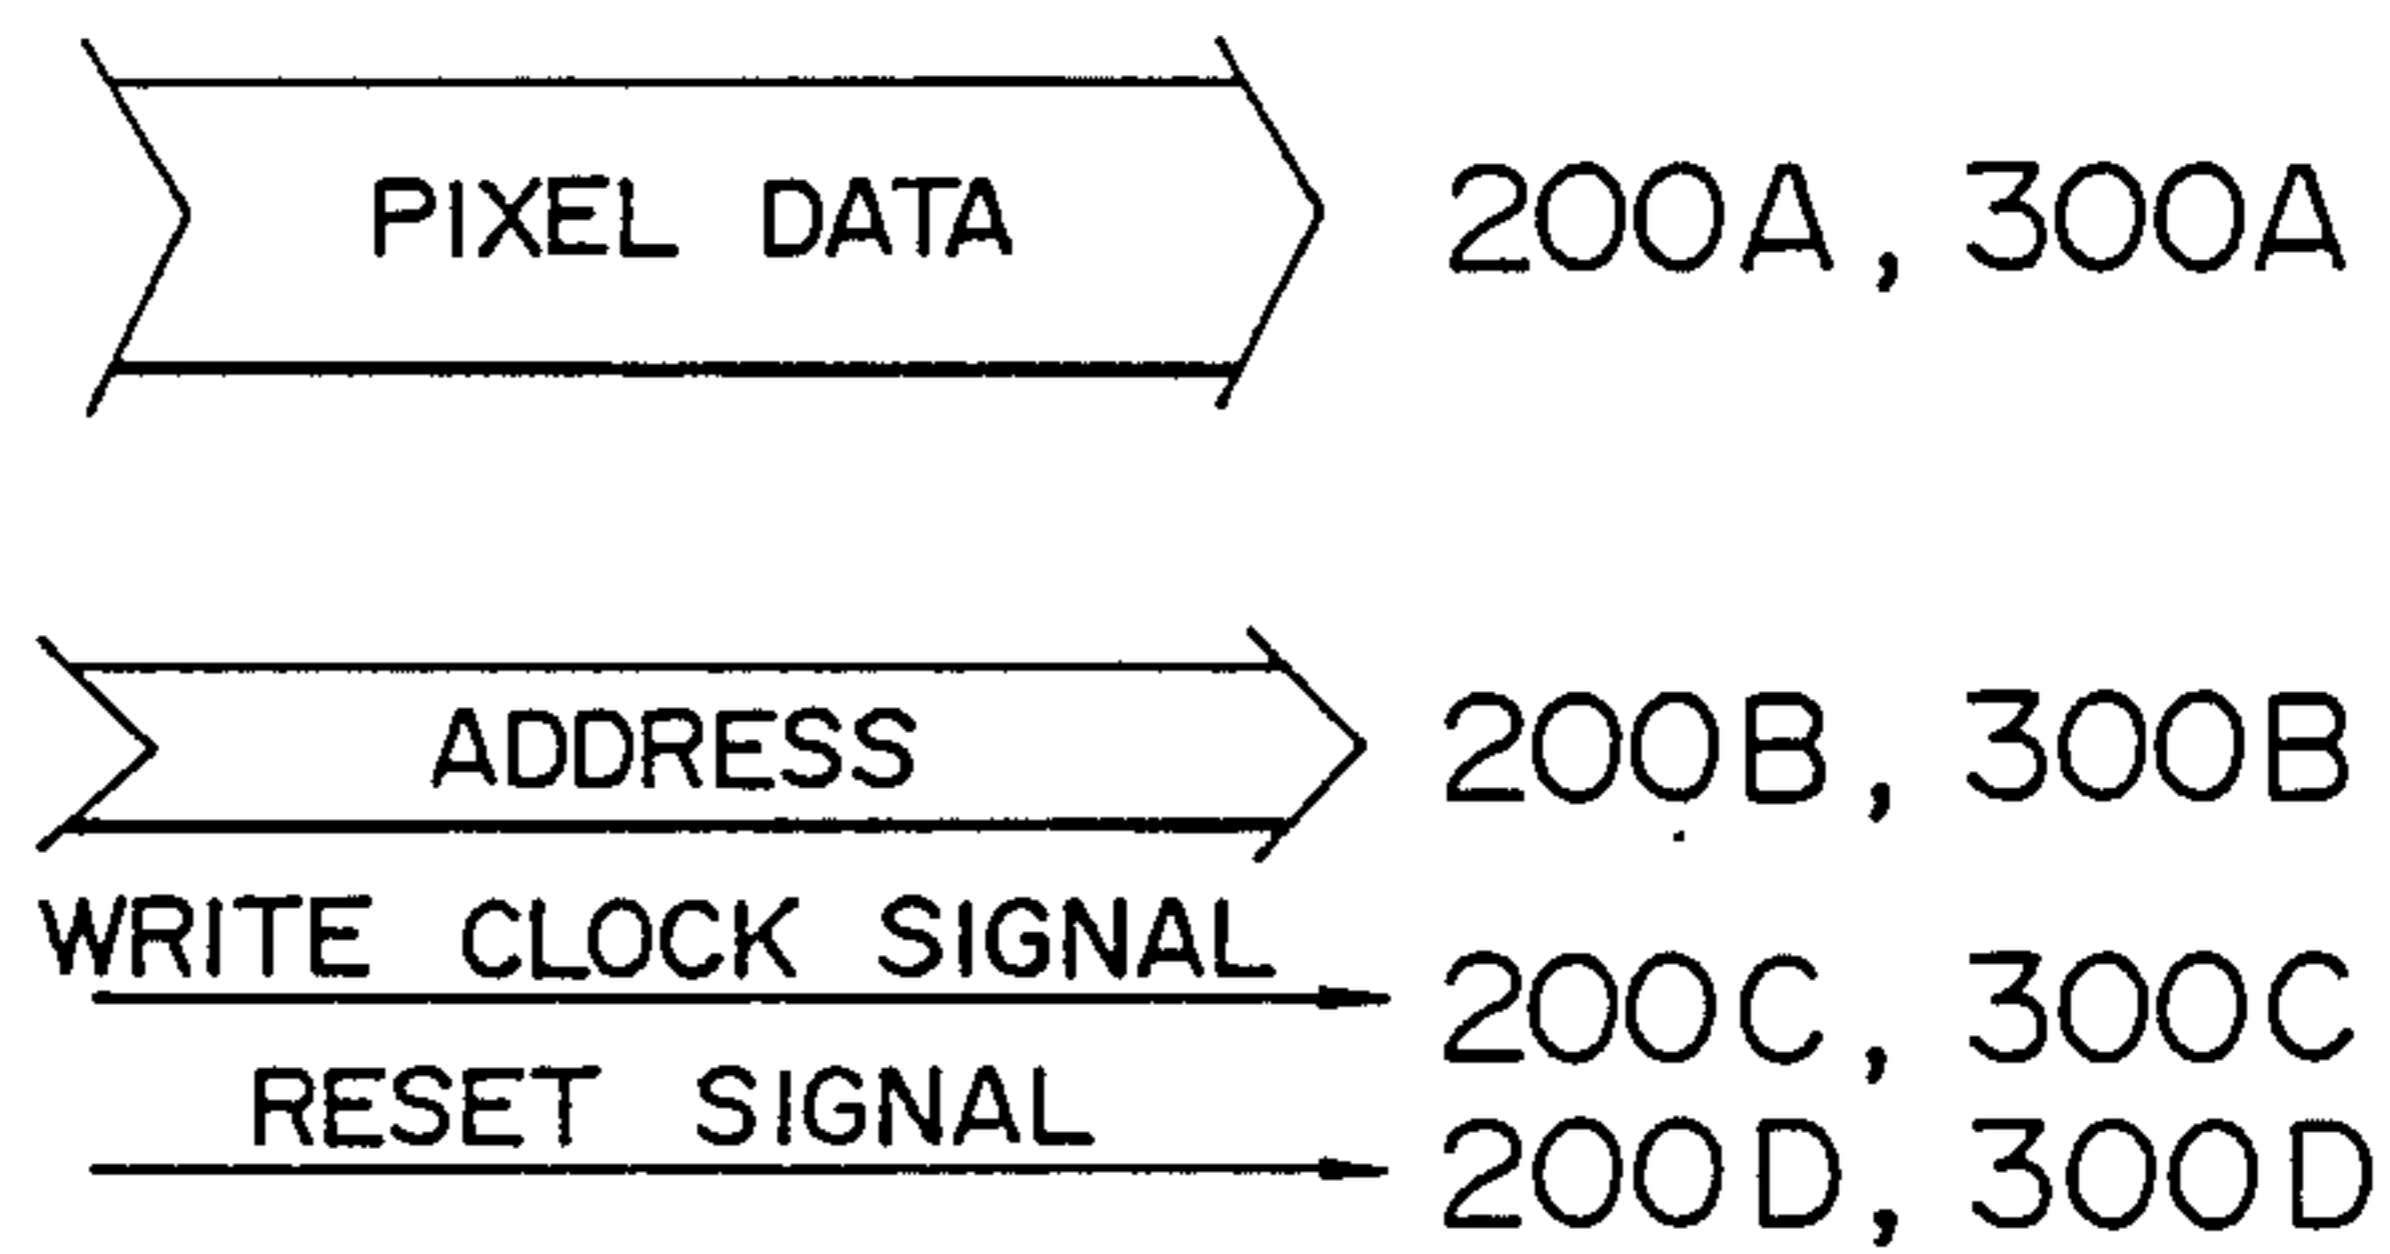 PIXEL DATA 200A, 300A
ADDRESS 200B, 300B
WRITE CLOCK SIGNAL 200C, 300C
RESET SIGNAL 200D, 300D